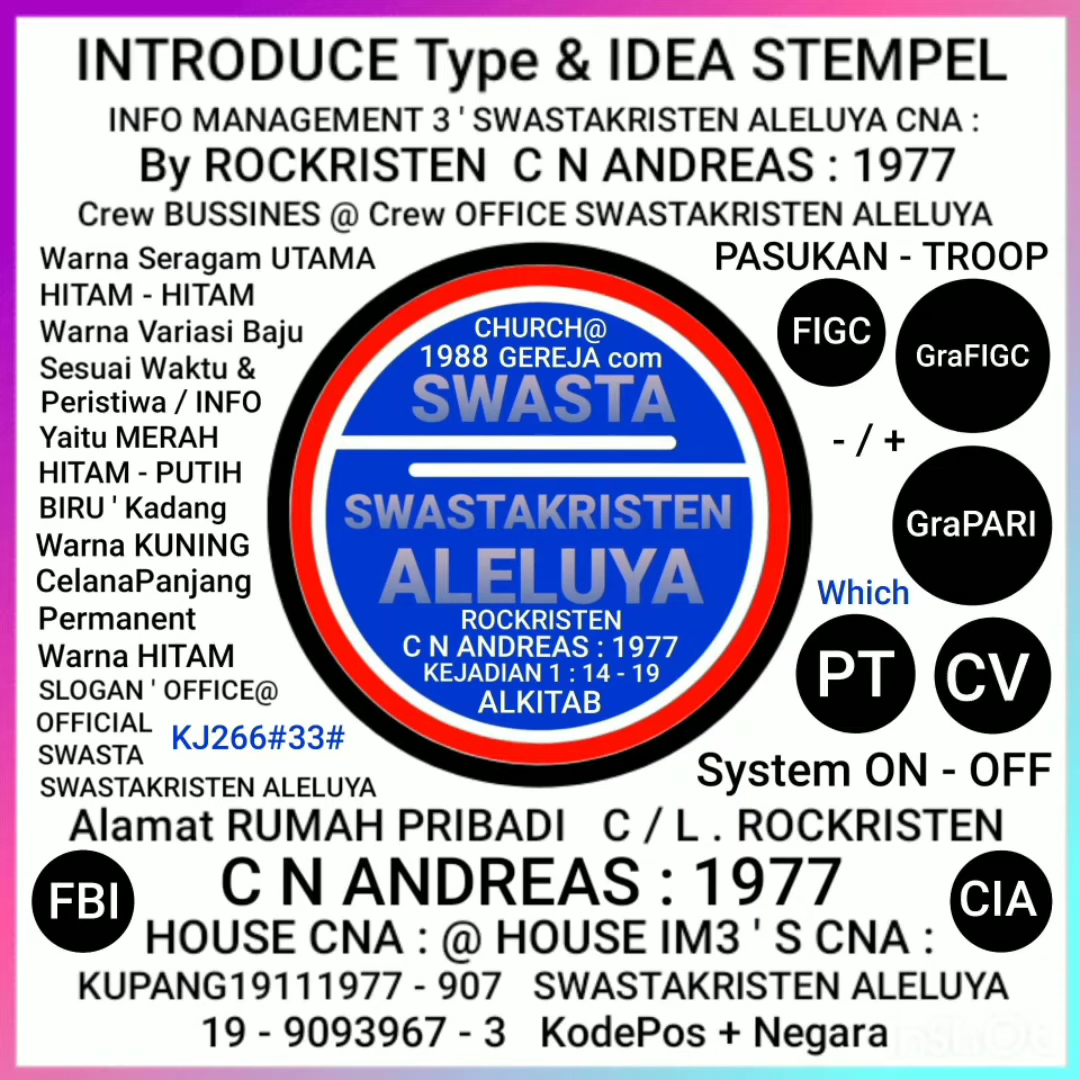 INTRODUCE Type & IDEA STEMPEL
INFO MANAGEMENT 3 ' SWASTAKRISTEN ALELUYA CNA :
By ROCKRISTEN C N ANDREAS : 1977
Crew BUSSINES @ Crew OFFICE SWASTAKRISTEN ALELUYA
Warna Seragam UTAMA
HITAM - HITAM
Warna Variasi Baju
Sesuai Waktu &
Peristiwa / INFO
Yaitu MERAH
HITAM - PUTIH
BIRU ' Kadang
Warna KUNING
CelanaPanjang
Permanent
Warna HITAM
SLOGAN ' OFFICE@
OFFICIAL
SWASTA
KJ266#33#
SWASTAKRISTEN ALELUYA
CHURCH@
1988 GEREJA com
SWASTA
SWASTAKRISTEN
ALELUYA
ROCKRISTEN
C N ANDREAS : 1977
KEJADIAN 1 : 14 - 19
ALKITAB
PASUKAN - TROOP
FIGC
GraFIGC
- / +
GraPARI
Which
PT
CV
System ON - OFF
Alamat RUMAH PRIBADI C / L . ROCKRISTEN
FBI
C N ANDREAS : 1977
CIA
HOUSE CNA : @ HOUSE IM3 ' S CNA :
KUPANG19111977 - 907 SWASTAKRISTEN ALELUYA
19 - 9093967 - 3 KodePos + Negara